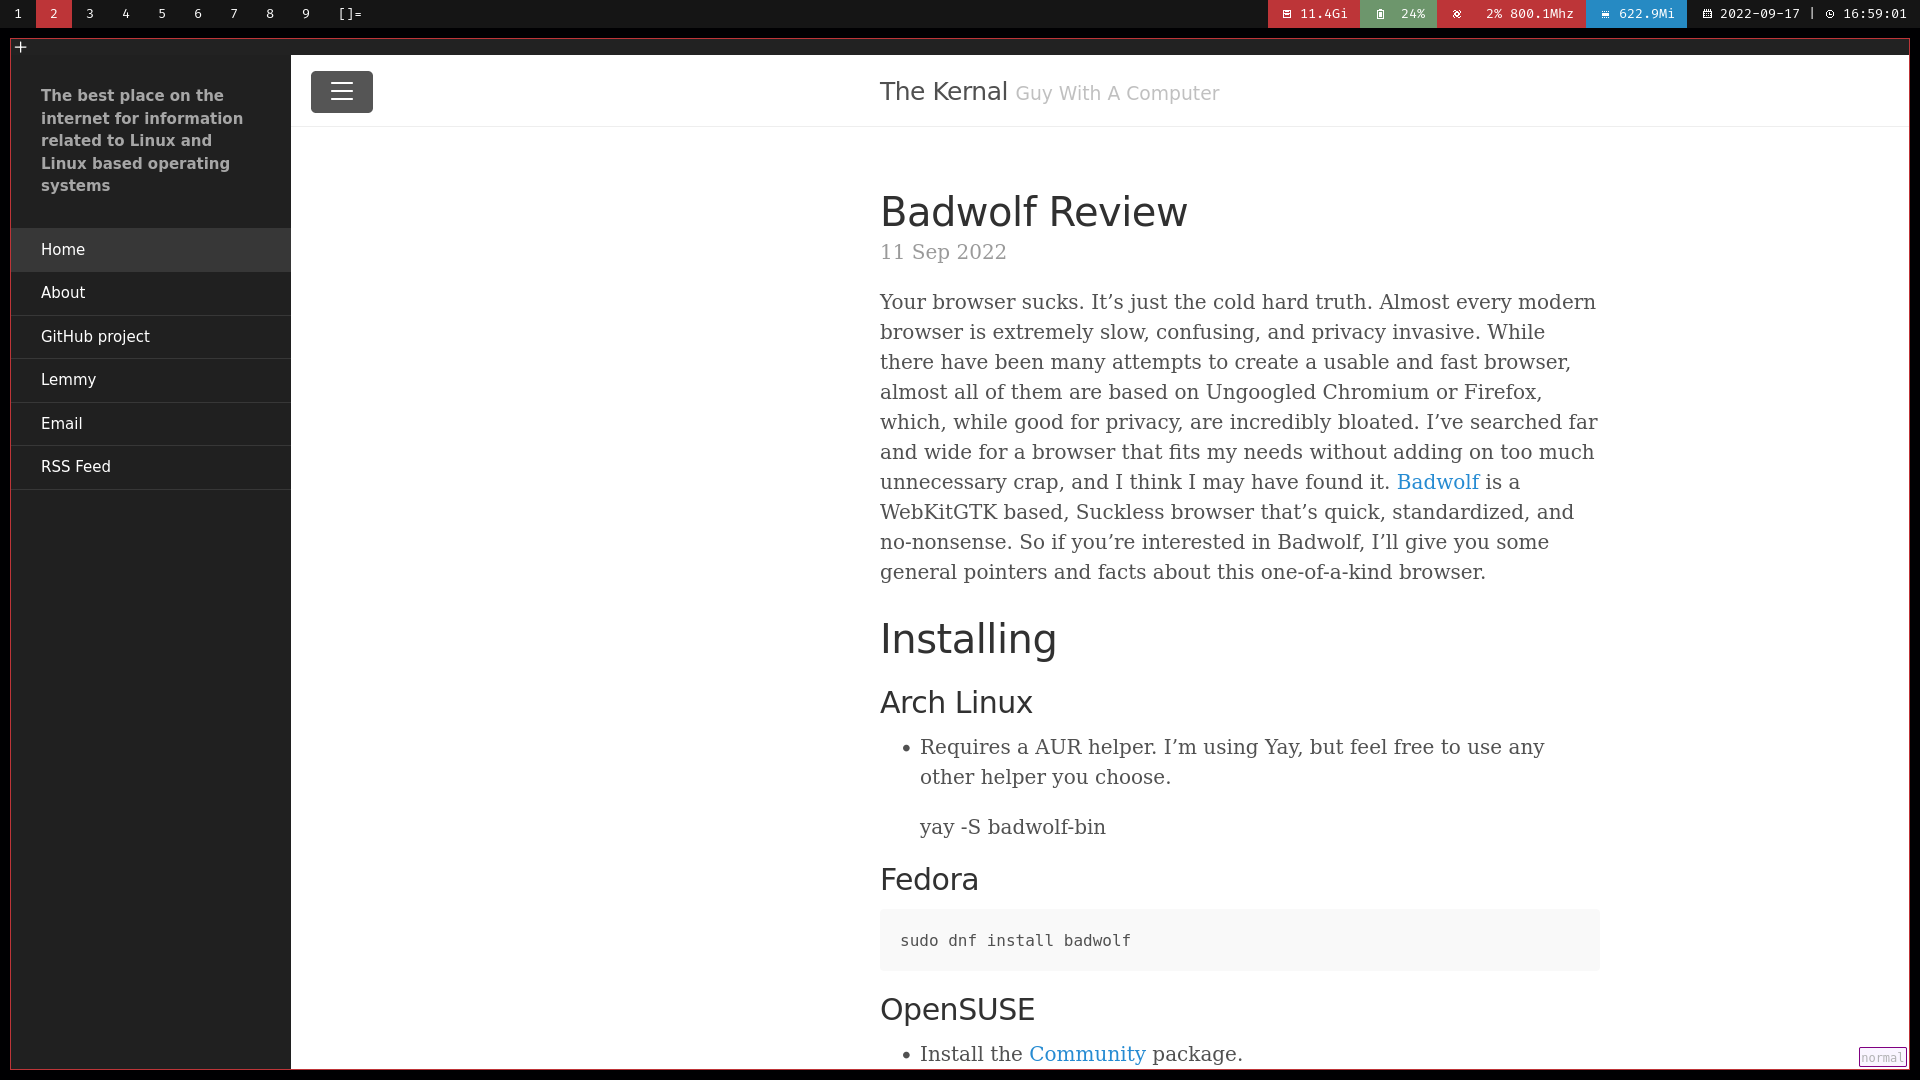 1 2 3 4 5 6 7 8 9 []= 11.4Gi 24% 2% 800.1Mhz 622.9Mi 2022-09-17 | 16:59:01
+
The best place on the
internet for information
related to Linux and
Linux based operating
systems
Home
About
GitHub project
Lemmy
Email
RSS Feed
The Kernal Guy With A Computer
Badwolf Review
11 Sep 2022
Your browser sucks. It’s just the cold hard truth. Almost every modern
browser is extremely slow, confusing, and privacy invasive. While
there have been many attempts to create a usable and fast browser,
almost all of them are based on Ungoogled Chromium or Firefox,
which, while good for privacy, are incredibly bloated. I’ve searched far
and wide for a browser that fits my needs without adding on too much
unnecessary crap, and I think I may have found it. Badwolf is a
WebKitGTK based, Suckless browser that’s quick, standardized, and
no-nonsense. So if you’re interested in Badwolf, I’ll give you some
general pointers and facts about this one-of-a-kind browser.
Installing
Arch Linux
• Requires a AUR helper. I’m using Yay, but feel free to use any
other helper you choose.
yay -S badwolf-bin
Fedora
sudo dnf install badwolf
OpenSUSE
• Install the Community package.
normal